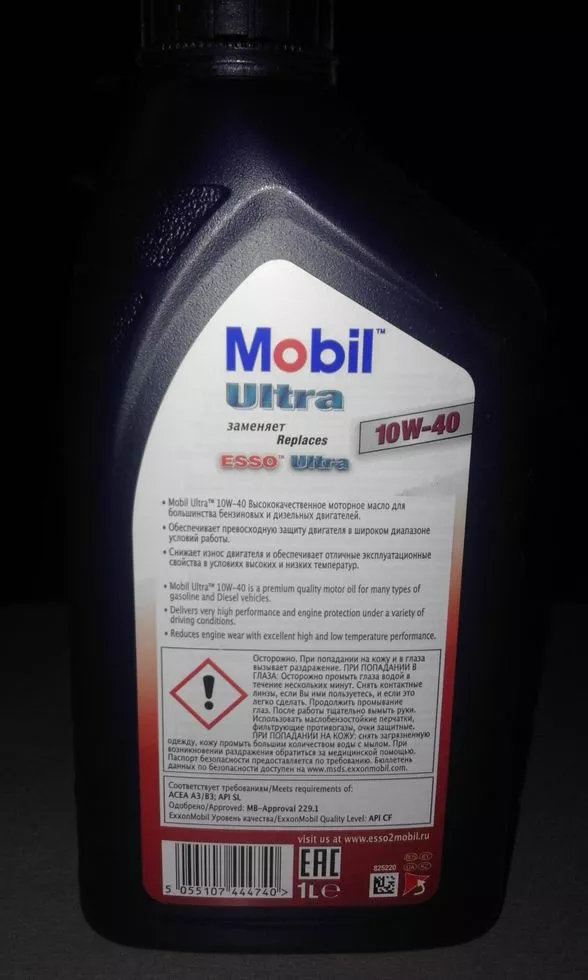 Mobil™
Ultra
заменяет
Replaces
10W-40
ESSO™ Ultra
• Mobil Ultra™ 10W-40 Высококачественное моторное масло для
большинства бензиновых и дизельных двигателей.
• Обеспечивает превосходную защиту двигателя в широком диапазоне
условий работы.
• Снижает износ двигателя и обеспечивает отличные эксплуатационные
свойства в условиях высоких и низких температур.
• Mobil Ultra™ 10W-40 is a premium quality motor oil for many types of
gasoline and Diesel vehicles.
• Delivers very high performance and engine protection under a variety of
driving conditions.
• Reduces engine wear with excellent high and low temperature performance.
Осторожно. При попадании на кожу и в глаза
вызывает раздражение. ПРИ ПОПАДАНИИ В
ГЛАЗА: Осторожно промыть глаза водой в
течение нескольких минут. Снять контактные
линзы, если Вы ими пользуетесь, и если это
легко сделать. Продолжить промывание
глаз. После работы тщательно вымыть руки.
Использовать маслобензостойкие перчатки,
фильтрующие противогазы, очки защитные.
ПРИ ПОПАДАНИИ НА КОЖУ: снять загрязненную
одежду, кожу промыть большим количеством воды с мылом. При
возникновении раздражения обратиться за медицинской помощью.
Паспорт безопасности предоставляется по требованию. Бюллетень
данных по безопасности доступен на www.msds.exxonmobil.com.
Соответствует требованиям/Meets requirements of:
ACEA A3/B3; API SL
Одобрено/Approved: MB-Approval 229.1
ExxonMobil Уровень качества/ExxonMobil Quality Level: API CF
visit us at www.esso2mobil.ru
5 055107 444740 >
EAC
1L e
825220